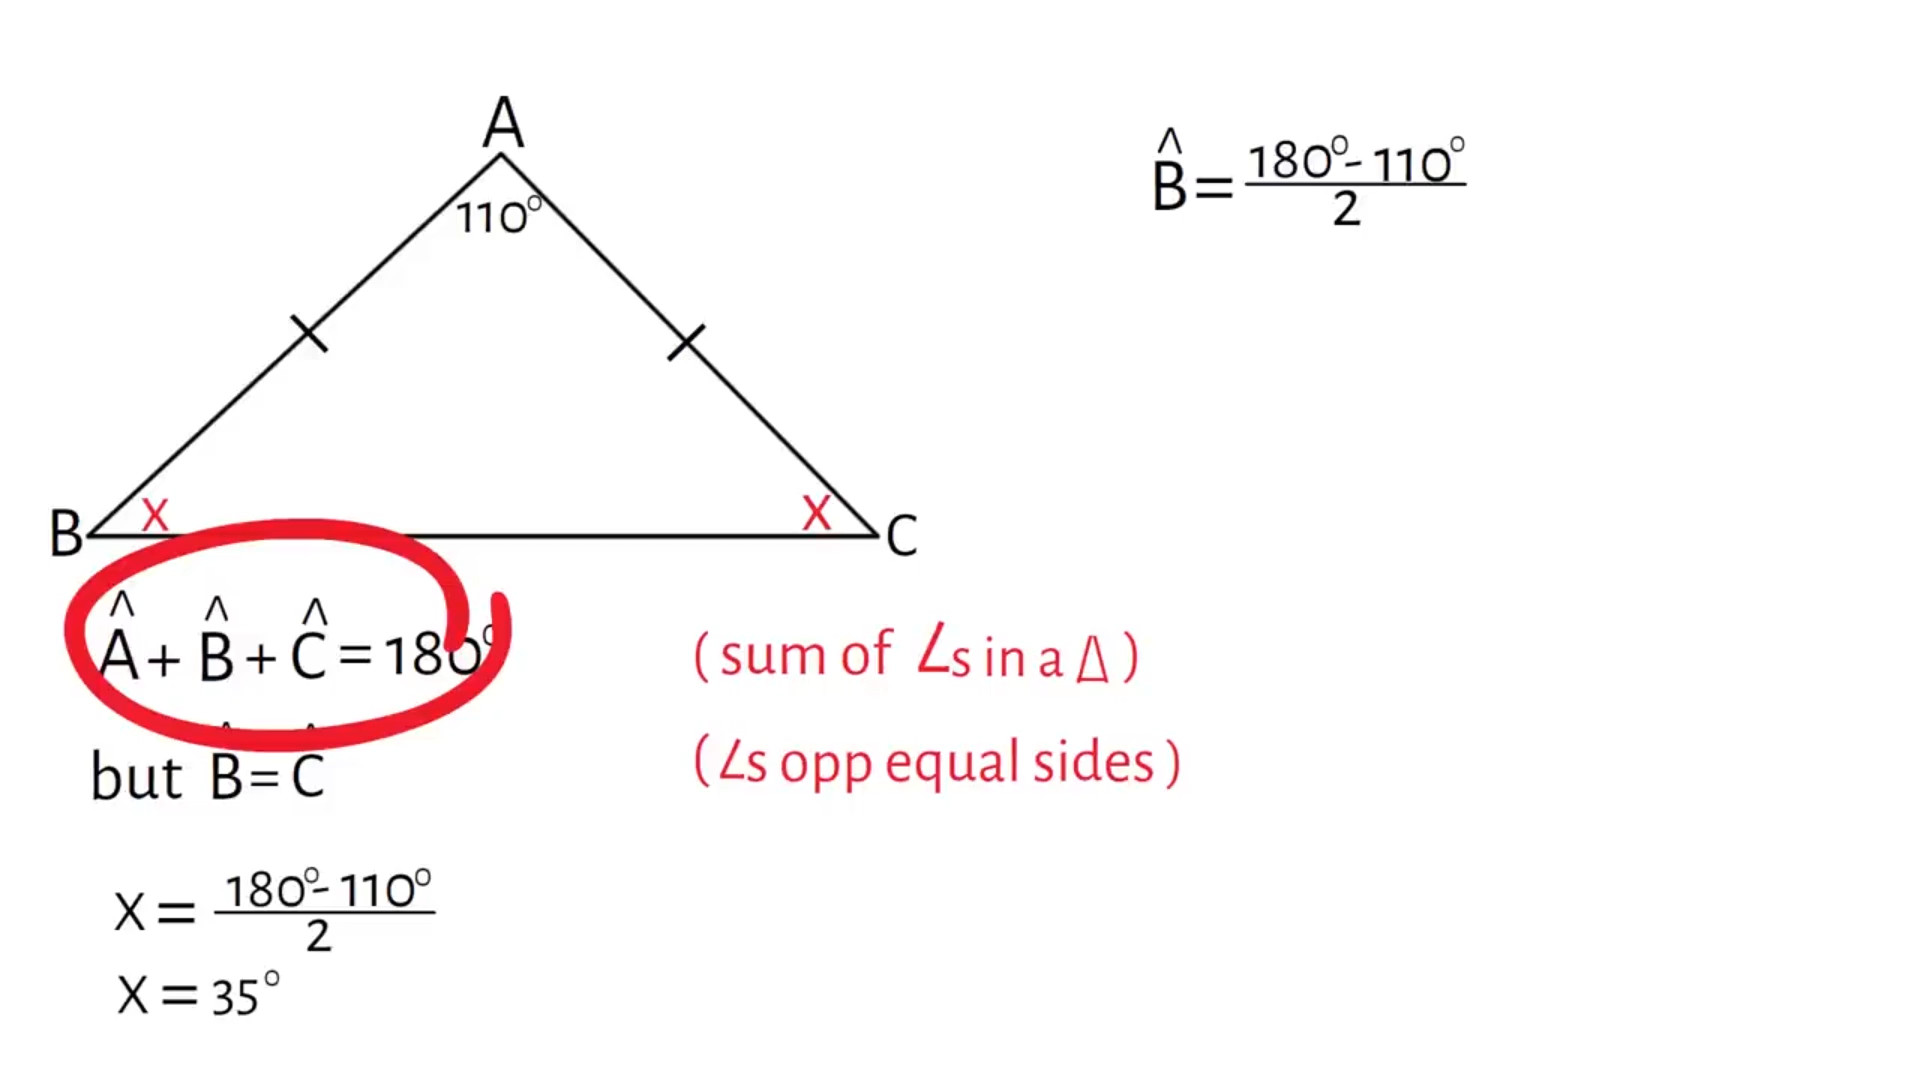 A
110°
B̂ = (180° - 110°) / 2
B x x C
Â + B̂ + Ĉ = 180° (sum of ∠s in a Δ)
but B̂ = Ĉ (∠s opp equal sides)
x = (180° - 110°) / 2
x = 35°